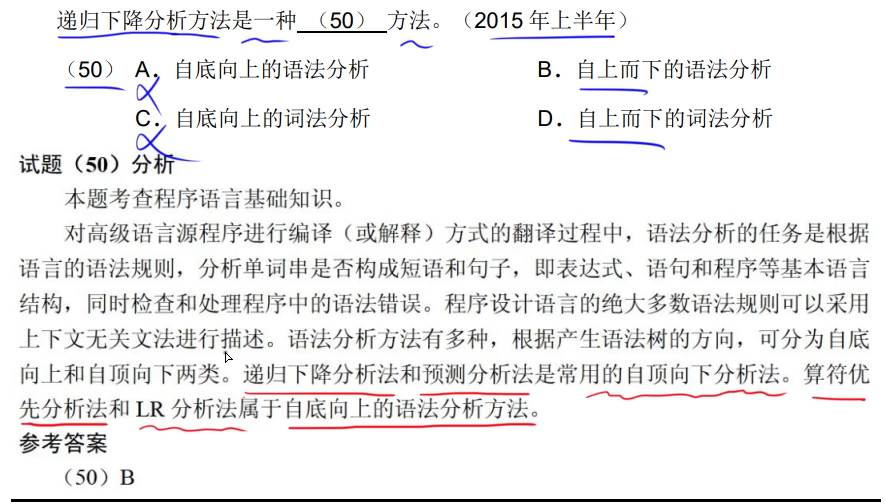 递归下降分析方法是一种 （50） 方法。（2015 年上半年）
（50） A．自底向上的语法分析 B．自上而下的语法分析
C．自底向上的词法分析 D．自上而下的词法分析
试题（50）分析
本题考查程序语言基础知识。
对高级语言源程序进行编译（或解释）方式的翻译过程中，语法分析的任务是根据
语言的语法规则，分析单词串是否构成短语和句子，即表达式、语句和程序等基本语言
结构，同时检查和处理程序中的语法错误。程序设计语言的绝大多数语法规则可以采用
上下文无关文法进行描述。语法分析方法有多种，根据产生语法树的方向，可分为自底
向上和自顶向下两类。递归下降分析法和预测分析法是常用的自顶向下分析法。算符优
先分析法和 LR 分析法属于自底向上的语法分析方法。
参考答案
（50）B